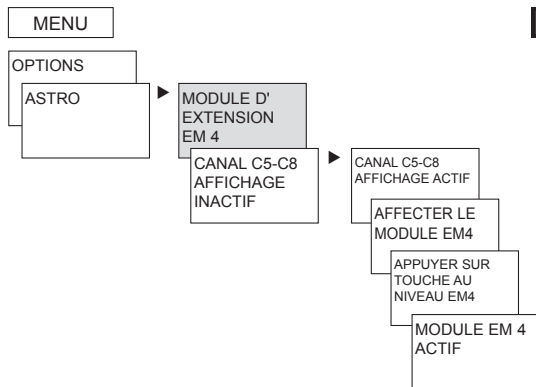 MENU
OPTIONS
ASTRO
MODULE D'
EXTENSION
EM 4
CANAL C5-C8
AFFICHAGE
INACTIF
CANAL C5-C8
AFFICHAGE ACTIF
AFFECTER LE
MODULE EM4
APPUYER SUR
TOUCHE AU
NIVEAU EM4
MODULE EM 4
ACTIF